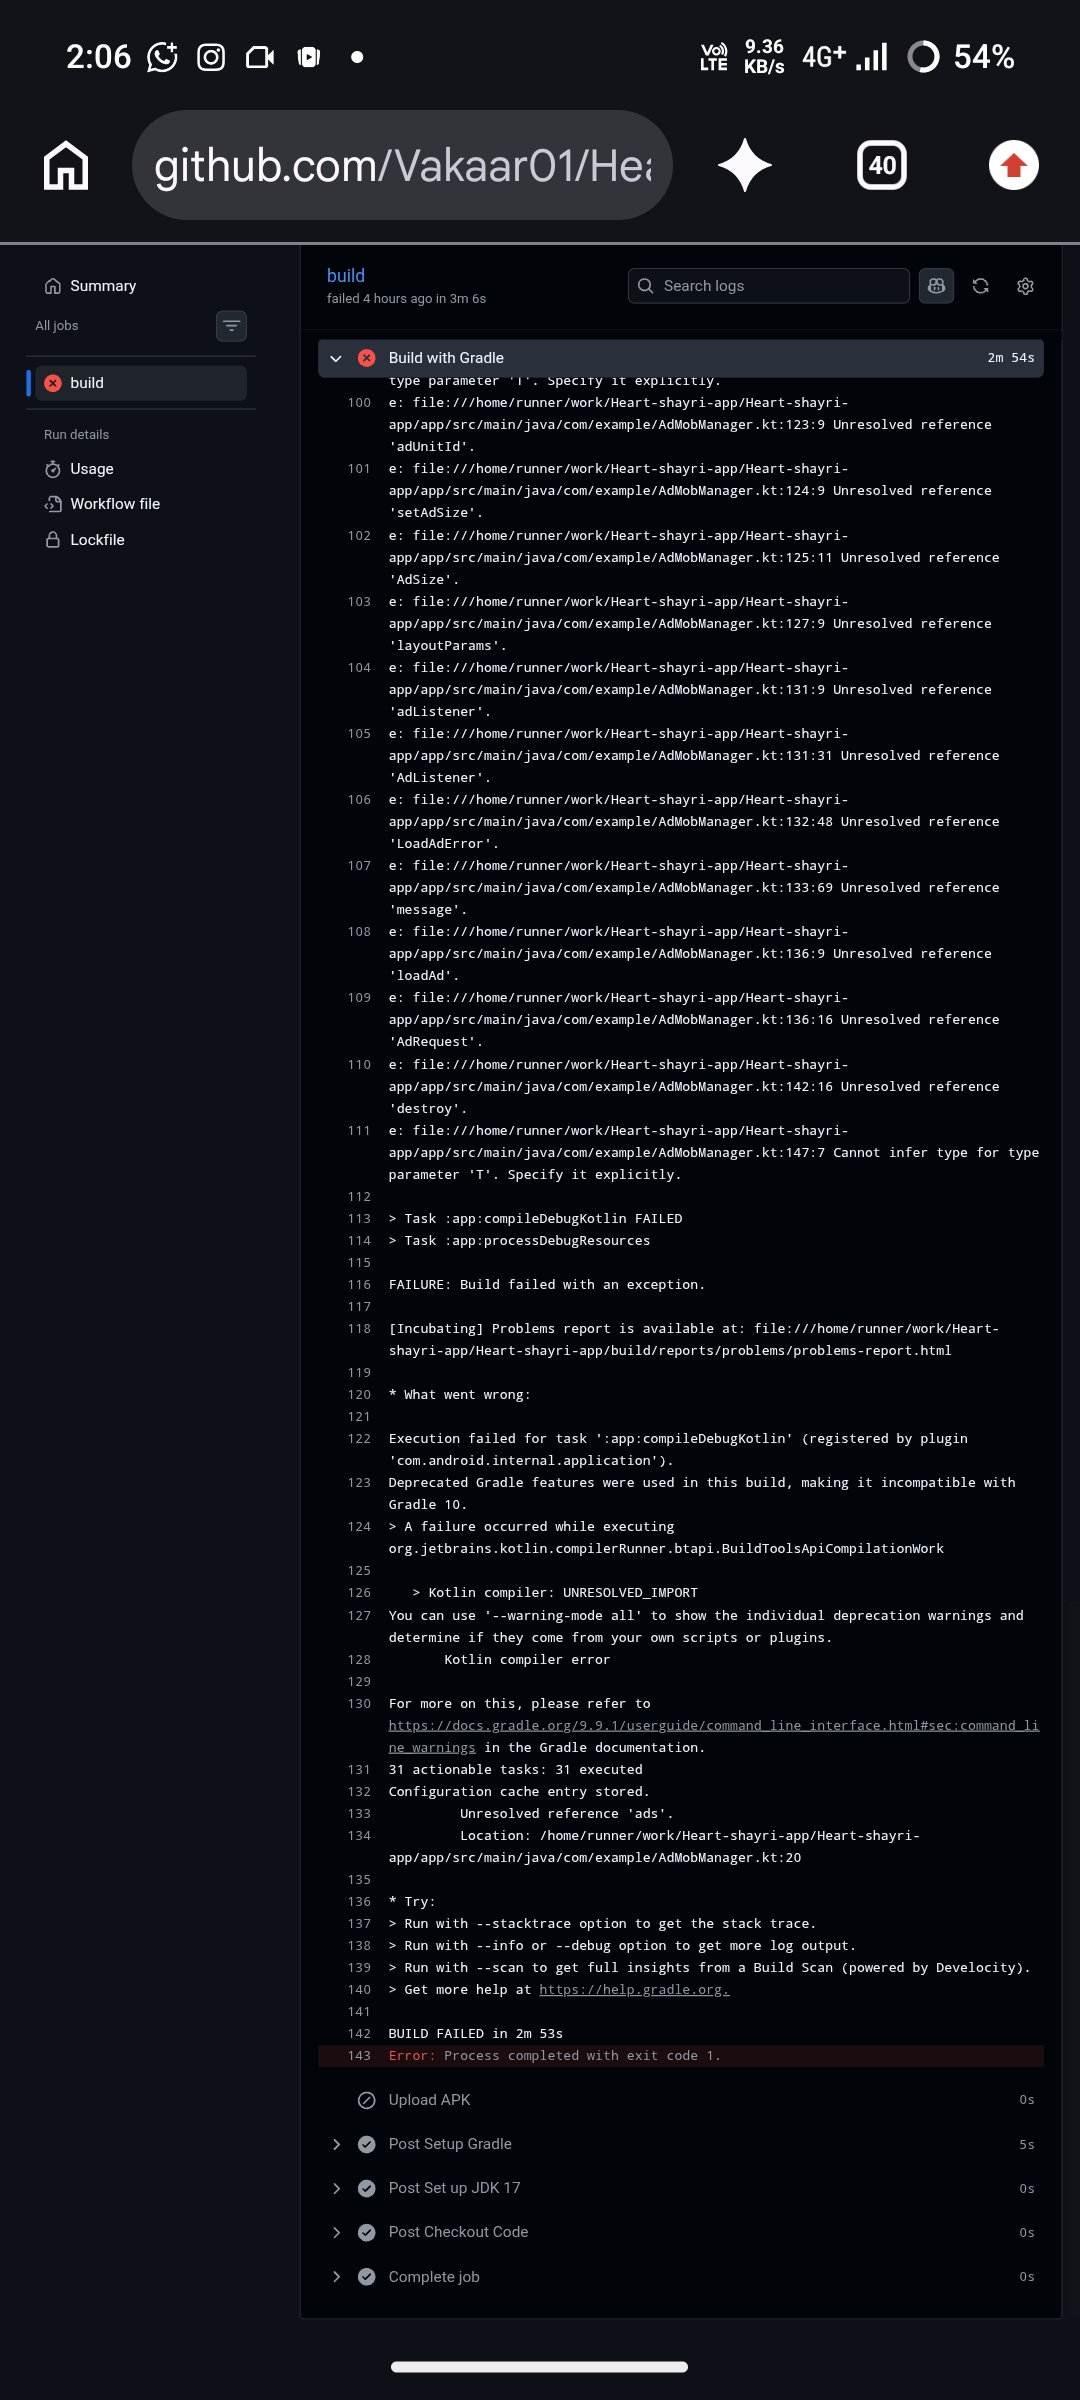 2:06
Vo)) LTE
9.36 KB/s
4G+
54%
github.com/Vakaar01/Hea
40
Summary
All jobs
build
Run details
Usage
Workflow file
Lockfile
build
failed 4 hours ago in 3m 6s
Search logs
Build with Gradle 2m 54s
type parameter 'T'. Specify it explicitly.
100 e: file:///home/runner/work/Heart-shayri-app/Heart-shayri-
app/app/src/main/java/com/example/AdMobManager.kt:123:9 Unresolved reference
'adUnitId'.
101 e: file:///home/runner/work/Heart-shayri-app/Heart-shayri-
app/app/src/main/java/com/example/AdMobManager.kt:124:9 Unresolved reference
'setAdSize'.
102 e: file:///home/runner/work/Heart-shayri-app/Heart-shayri-
app/app/src/main/java/com/example/AdMobManager.kt:125:11 Unresolved reference
'AdSize'.
103 e: file:///home/runner/work/Heart-shayri-app/Heart-shayri-
app/app/src/main/java/com/example/AdMobManager.kt:127:9 Unresolved reference
'layoutParams'.
104 e: file:///home/runner/work/Heart-shayri-app/Heart-shayri-
app/app/src/main/java/com/example/AdMobManager.kt:131:9 Unresolved reference
'adListener'.
105 e: file:///home/runner/work/Heart-shayri-app/Heart-shayri-
app/app/src/main/java/com/example/AdMobManager.kt:131:31 Unresolved reference
'AdListener'.
106 e: file:///home/runner/work/Heart-shayri-app/Heart-shayri-
app/app/src/main/java/com/example/AdMobManager.kt:132:48 Unresolved reference
'LoadAdError'.
107 e: file:///home/runner/work/Heart-shayri-app/Heart-shayri-
app/app/src/main/java/com/example/AdMobManager.kt:133:69 Unresolved reference
'message'.
108 e: file:///home/runner/work/Heart-shayri-app/Heart-shayri-
app/app/src/main/java/com/example/AdMobManager.kt:136:9 Unresolved reference
'loadAd'.
109 e: file:///home/runner/work/Heart-shayri-app/Heart-shayri-
app/app/src/main/java/com/example/AdMobManager.kt:136:16 Unresolved reference
'AdRequest'.
110 e: file:///home/runner/work/Heart-shayri-app/Heart-shayri-
app/app/src/main/java/com/example/AdMobManager.kt:142:16 Unresolved reference
'destroy'.
111 e: file:///home/runner/work/Heart-shayri-app/Heart-shayri-
app/app/src/main/java/com/example/AdMobManager.kt:147:7 Cannot infer type for type
parameter 'T'. Specify it explicitly.
112
113 > Task :app:compileDebugKotlin FAILED
114 > Task :app:processDebugResources
115
116 FAILURE: Build failed with an exception.
117
118 [Incubating] Problems report is available at: file:///home/runner/work/Heart-
shayri-app/Heart-shayri-app/build/reports/problems/problems-report.html
119
120 * What went wrong:
121
122 Execution failed for task ':app:compileDebugKotlin' (registered by plugin
'com.android.internal.application').
123 Deprecated Gradle features were used in this build, making it incompatible with
Gradle 10.
124 > A failure occurred while executing
org.jetbrains.kotlin.compilerRunner.btapi.BuildToolsApiCompilationWork
125
126 > Kotlin compiler: UNRESOLVED_IMPORT
127 You can use '--warning-mode all' to show the individual deprecation warnings and
determine if they come from your own scripts or plugins.
128 Kotlin compiler error
129
130 For more on this, please refer to
https://docs.gradle.org/9.9.1/userguide/command_line_interface.html#sec:command_li
ne_warnings in the Gradle documentation.
131 31 actionable tasks: 31 executed
132 Configuration cache entry stored.
133 Unresolved reference 'ads'.
134 Location: /home/runner/work/Heart-shayri-app/Heart-shayri-
app/app/src/main/java/com/example/AdMobManager.kt:20
135
136 * Try:
137 > Run with --stacktrace option to get the stack trace.
138 > Run with --info or --debug option to get more log output.
139 > Run with --scan to get full insights from a Build Scan (powered by Develocity).
140 > Get more help at https://help.gradle.org.
141
142 BUILD FAILED in 2m 53s
143 Error: Process completed with exit code 1.
Upload APK 0s
Post Setup Gradle 5s
Post Set up JDK 17 0s
Post Checkout Code 0s
Complete job 0s